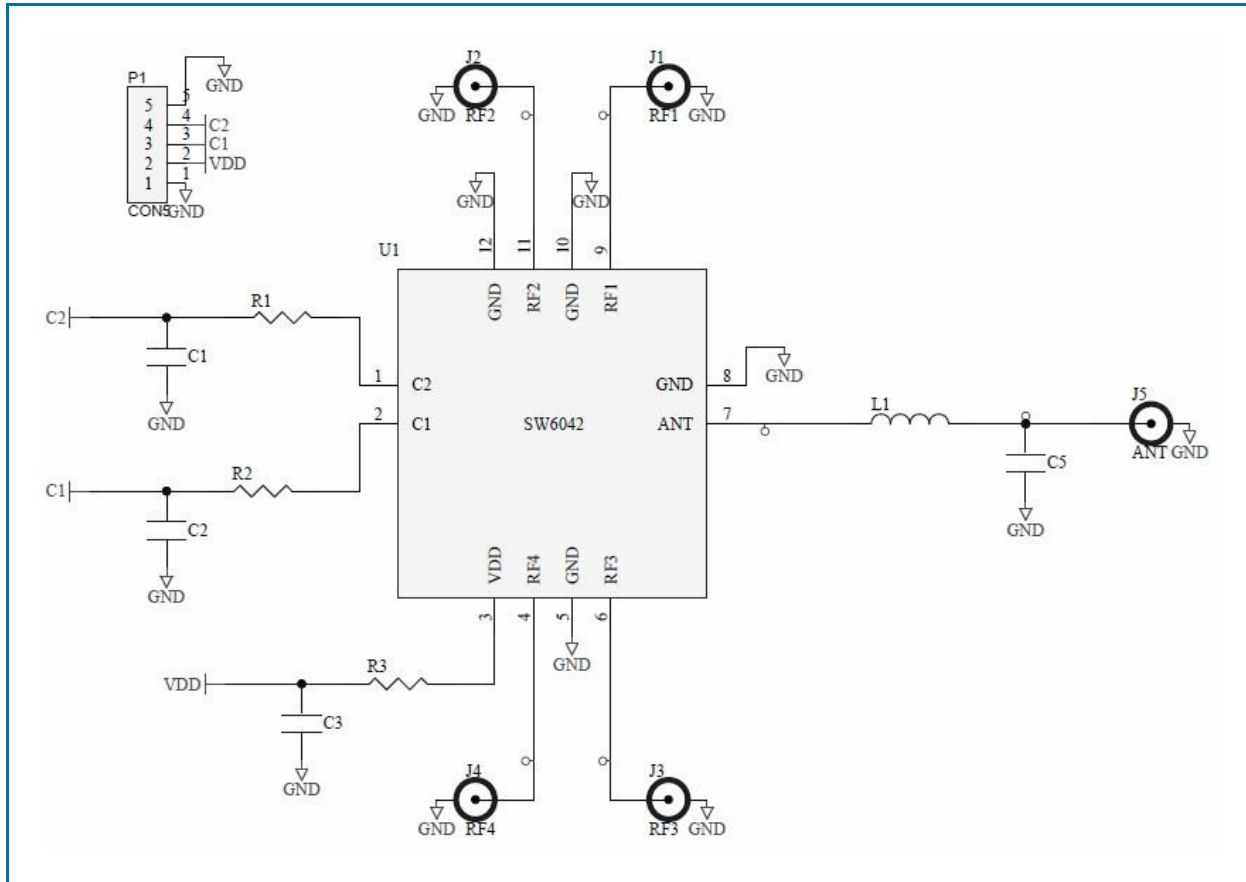 P1
5
4
3
2
1
5
4
3
2
1
GND
C2
C1
VDD
GND
CON5
J2
GND
RF2
J1
RF1
GND
GND
GND
12
11
10
9
U1
GND
RF2
GND
RF1
C2
R1
C1
GND
1
C2
2
C1
SW6042
GND
8
GND
ANT
7
L1
J5
ANT
GND
C5
GND
C1
R2
C2
GND
VDD
RF4
GND
RF3
3
4
5
6
GND
VDD
R3
C3
GND
J4
GND
RF4
J3
RF3
GND